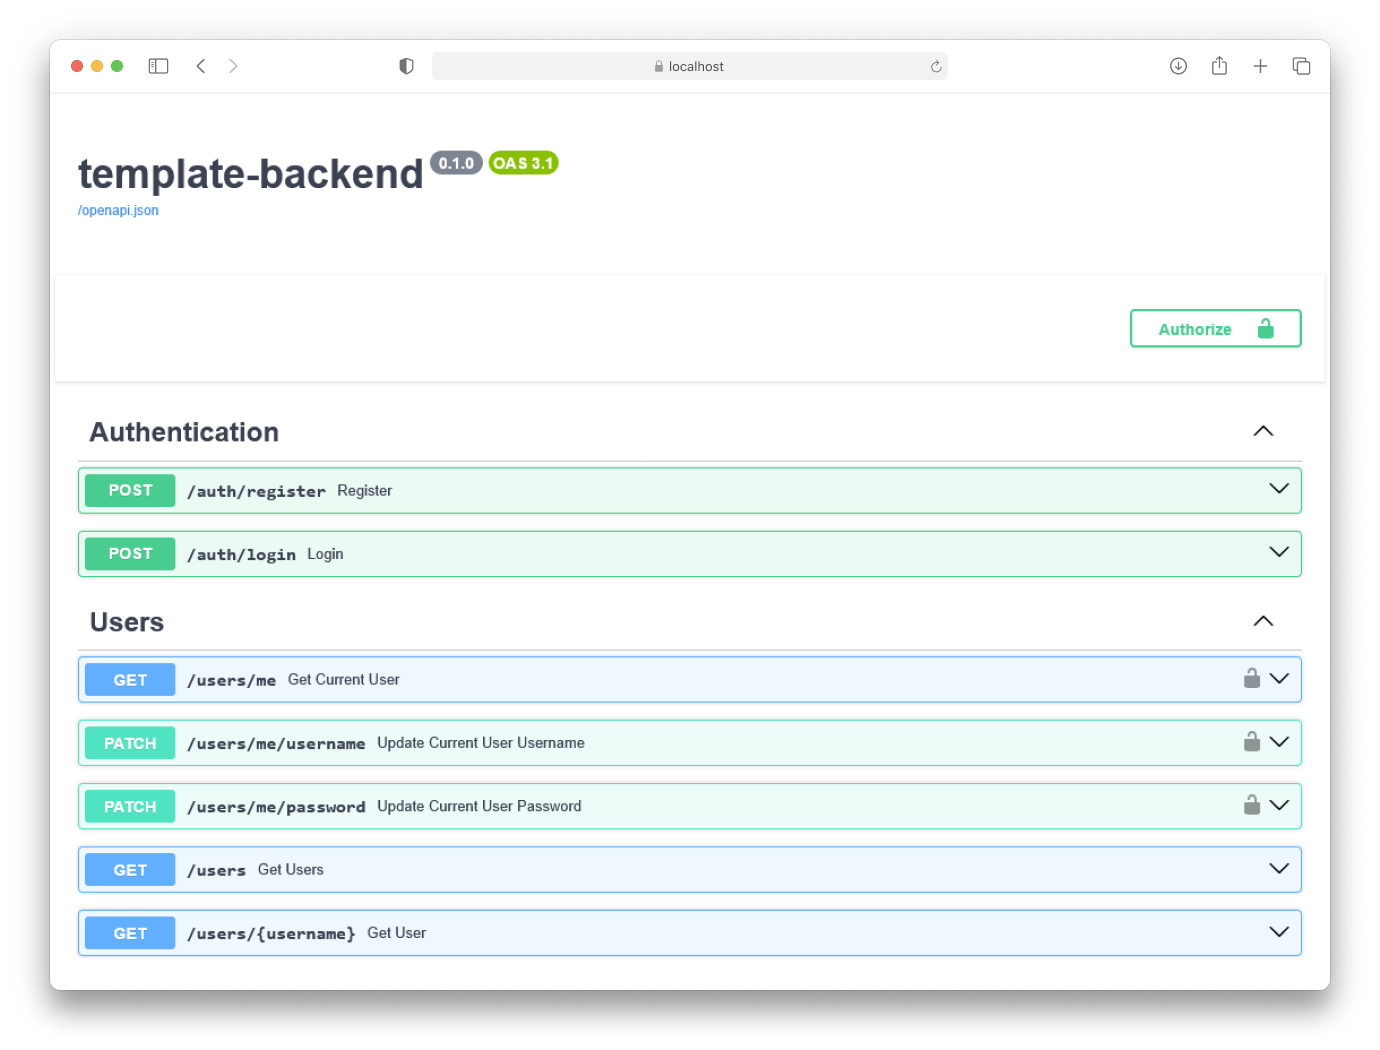 localhost
template-backend 0.1.0 OAS 3.1
/openapi.json
Authorize
Authentication
POST /auth/register Register
POST /auth/login Login
Users
GET /users/me Get Current User
PATCH /users/me/username Update Current User Username
PATCH /users/me/password Update Current User Password
GET /users Get Users
GET /users/{username} Get User